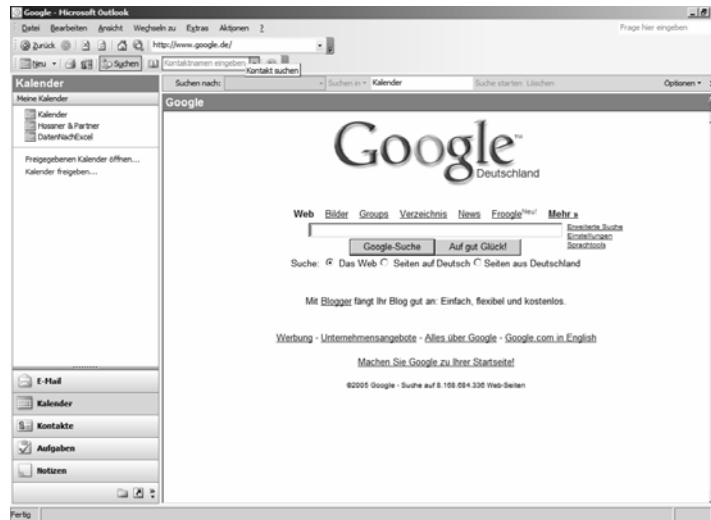 Google - Microsoft Outlook
Datei Bearbeiten Ansicht Wechseln zu Extras Aktionen ? Frage hier eingeben
Zurück http://www.google.de/
Neu Suchen Kontaktnamen eingeben
Kontakt suchen
Kalender Suchen nach: Suchen in Kalender Suche starten Löschen Optionen
Meine Kalender
Google
Kalender
Hossner & Partner
DatenNachExcel
Freigegebenen Kalender öffnen...
Kalender freigeben...
Google™
Deutschland
Web Bilder Groups Verzeichnis News Froogle Neu! Mehr »
Erweiterte Suche
Einstellungen
Sprachtools
Google-Suche Auf gut Glück!
Suche: Das Web Seiten auf Deutsch Seiten aus Deutschland
Mit Blogger fängt Ihr Blog gut an: Einfach, flexibel und kostenlos.
Werbung - Unternehmensangebote - Alles über Google - Google.com in English
Machen Sie Google zu Ihrer Startseite!
©2005 Google - Suche auf 8.168.684.336 Web-Seiten
E-Mail
Kalender
Kontakte
Aufgaben
Notizen
Fertig